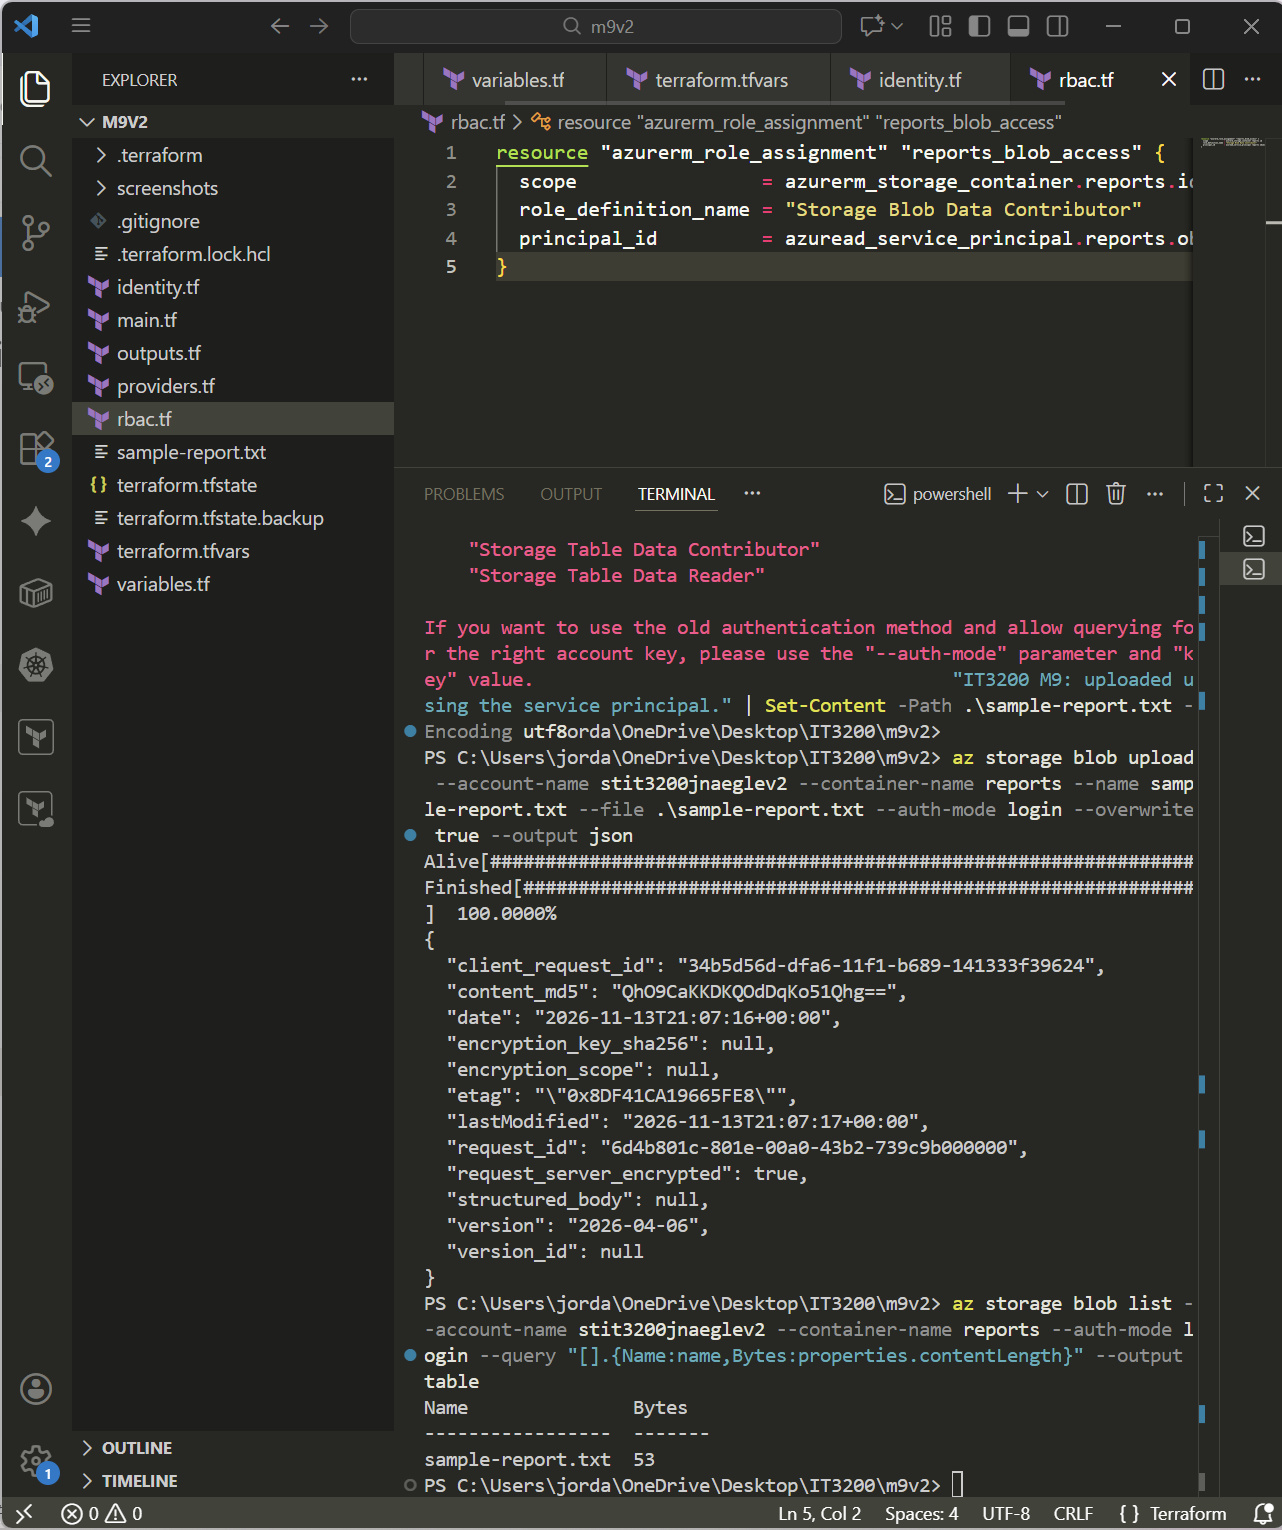 m9v2
EXPLORER
variables.tf
terraform.tfvars
identity.tf
rbac.tf
M9V2
.terraform
screenshots
.gitignore
.terraform.lock.hcl
identity.tf
main.tf
outputs.tf
providers.tf
rbac.tf
sample-report.txt
terraform.tfstate
terraform.tfstate.backup
terraform.tfvars
variables.tf
2
rbac.tf > resource "azurerm_role_assignment" "reports_blob_access"
1 resource "azurerm_role_assignment" "reports_blob_access" {
2 scope = azurerm_storage_container.reports.i
3 role_definition_name = "Storage Blob Data Contributor"
4 principal_id = azuread_service_principal.reports.ob
5 }
PROBLEMS OUTPUT TERMINAL
powershell
"Storage Table Data Contributor"
"Storage Table Data Reader"
If you want to use the old authentication method and allow querying fo
r the right account key, please use the "--auth-mode" parameter and "k
ey" value. "IT3200 M9: uploaded u
sing the service principal." | Set-Content -Path .\sample-report.txt -
Encoding utf8orda\OneDrive\Desktop\IT3200\m9v2>
PS C:\Users\jorda\OneDrive\Desktop\IT3200\m9v2> az storage blob upload
--account-name stit3200jnaeglev2 --container-name reports --name samp
le-report.txt --file .\sample-report.txt --auth-mode login --overwrite
true --output json
Alive[################################################################
Finished[#############################################################
] 100.0000%
{
"client_request_id": "34b5d56d-dfa6-11f1-b689-141333f39624",
"content_md5": "QhO9CaKKDKQOdDqKo51Qhg==",
"date": "2026-11-13T21:07:16+00:00",
"encryption_key_sha256": null,
"encryption_scope": null,
"etag": "\"0x8DF41CA19665FE8\"",
"lastModified": "2026-11-13T21:07:17+00:00",
"request_id": "6d4b801c-801e-00a0-43b2-739c9b000000",
"request_server_encrypted": true,
"structured_body": null,
"version": "2026-04-06",
"version_id": null
}
PS C:\Users\jorda\OneDrive\Desktop\IT3200\m9v2> az storage blob list -
-account-name stit3200jnaeglev2 --container-name reports --auth-mode l
ogin --query "[].{Name:name,Bytes:properties.contentLength}" --output
table
Name Bytes
----------------- -------
sample-report.txt 53
PS C:\Users\jorda\OneDrive\Desktop\IT3200\m9v2>
OUTLINE
TIMELINE
1
0 0
Ln 5, Col 2 Spaces: 4 UTF-8 CRLF { } Terraform